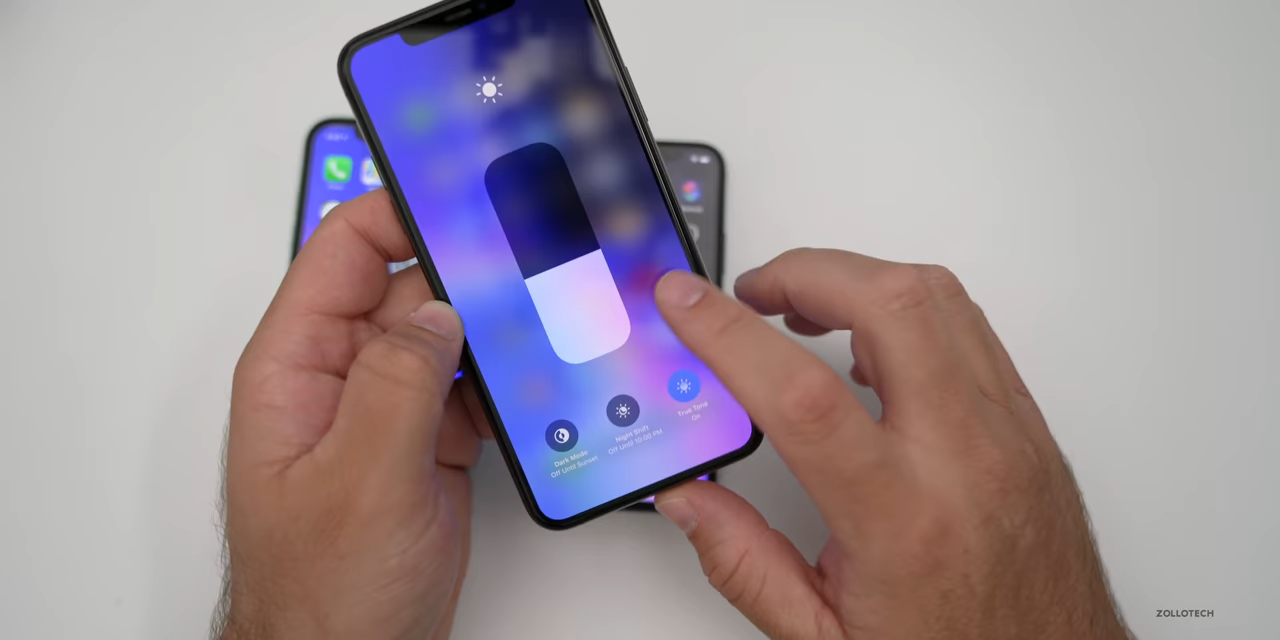 Dark Mode
Off Until Sunset
Night Shift
Off Until 10:00 PM
True Tone
On
ZOLLOTECH